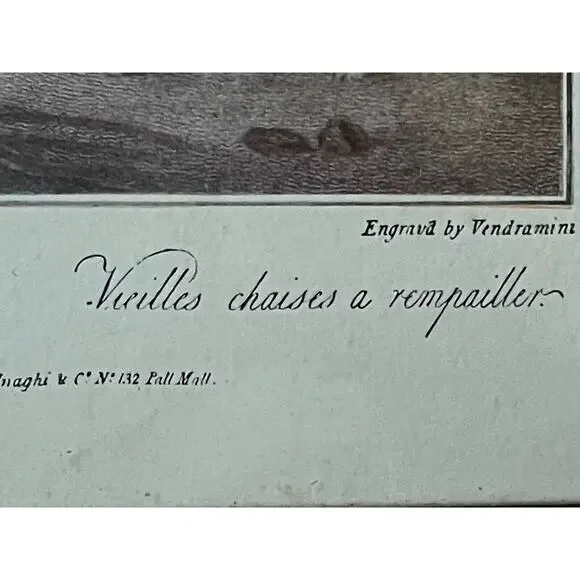 Engrav'd by Vendramini
Vieilles chaises a rempailler.
naghi & Cº. Nº. 132 Pall Mall.